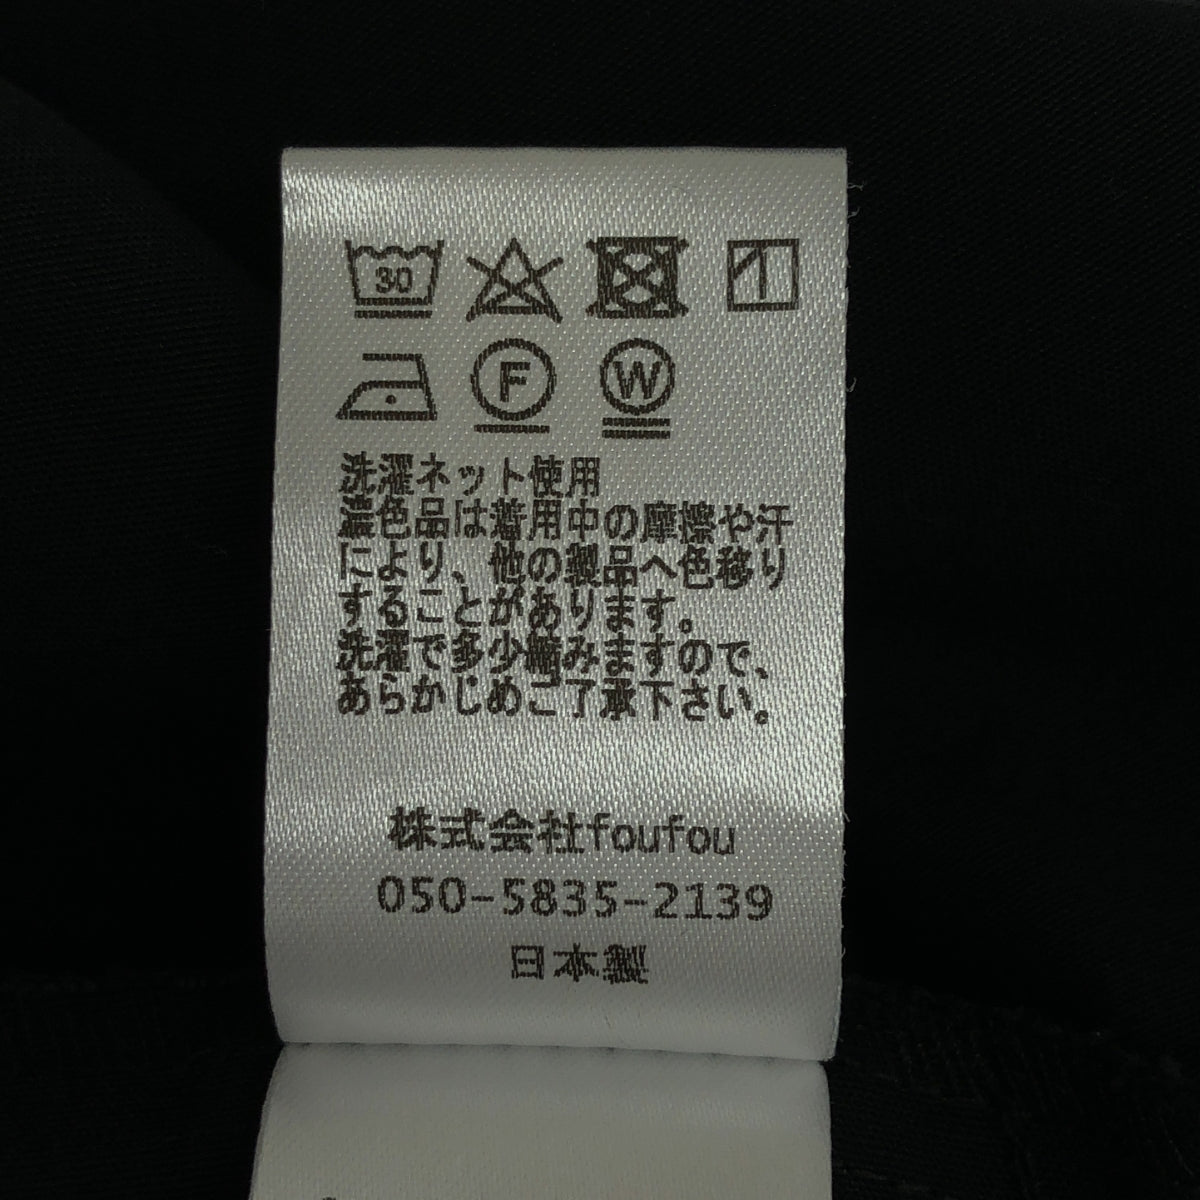 30
F W
洗濯ネット使用
濃色品は着用中の摩擦や汗
により、他の製品へ色移り
することがあります。
洗濯で多少縮みますので、
あらかじめご了承下さい。
株式会社foufou
050-5835-2139
日本製